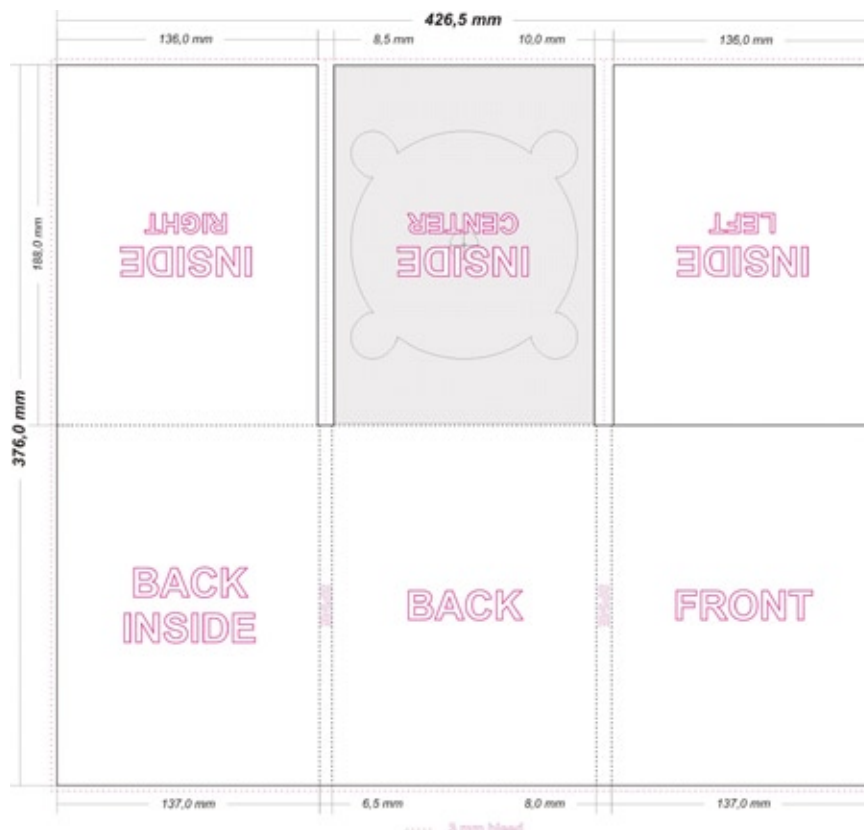 426,5 mm
136,0 mm
8,5 mm
10,0 mm
136,0 mm
188,0 mm
376,0 mm
INSIDE
RIGHT
INSIDE
CENTER
INSIDE
LEFT
BACK
INSIDE
BACK
FRONT
137,0 mm
6,5 mm
8,0 mm
137,0 mm
3 mm bleed